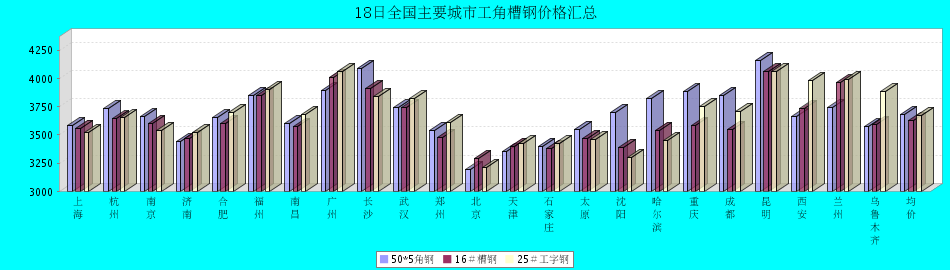 18日全国主要城市工角槽钢价格汇总
4250
4000
3750
3500
3250
3000
上海
杭州
南京
济南
合肥
福州
南昌
广州
长沙
武汉
郑州
北京
天津
石家庄
太原
沈阳
哈尔滨
重庆
成都
昆明
西安
兰州
乌鲁木齐
均价
50*5角钢 16#槽钢 25#工字钢